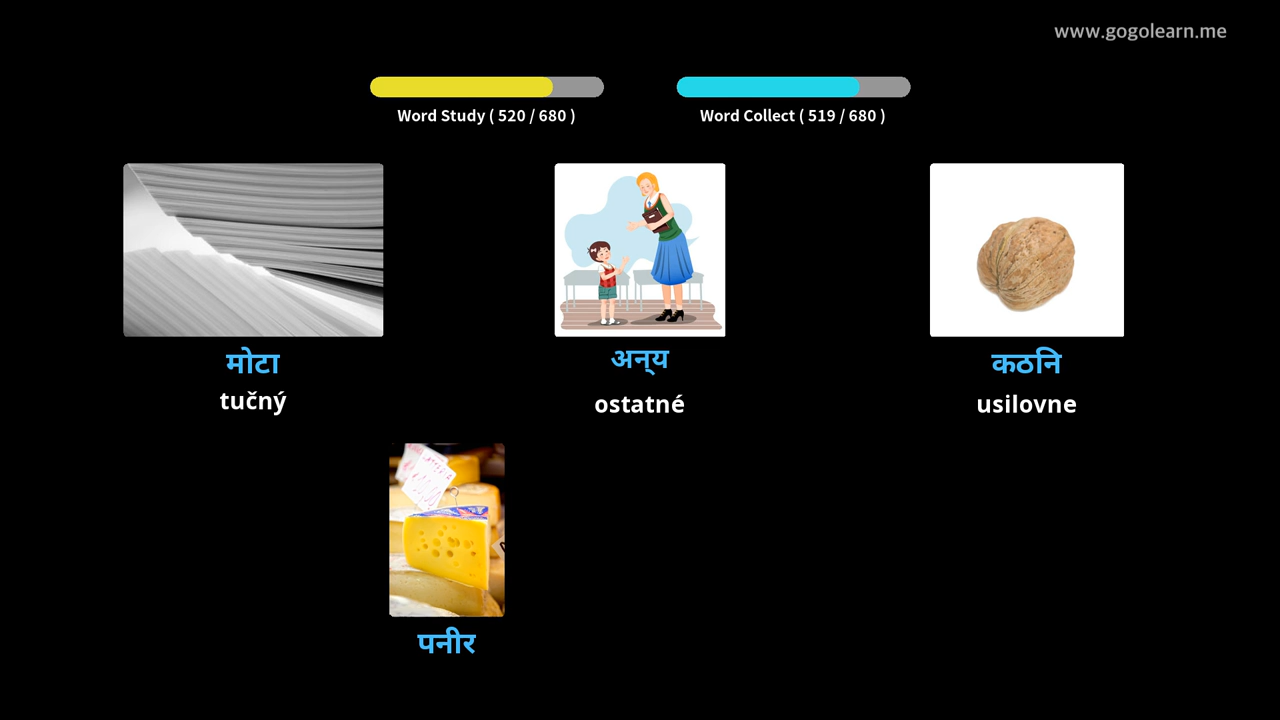 www.gogolearn.me
Word Study ( 520 / 680 )
Word Collect ( 519 / 680 )
मोटा
tučný
अन्‌य
ostatné
कठनि
usilovne
पनीर